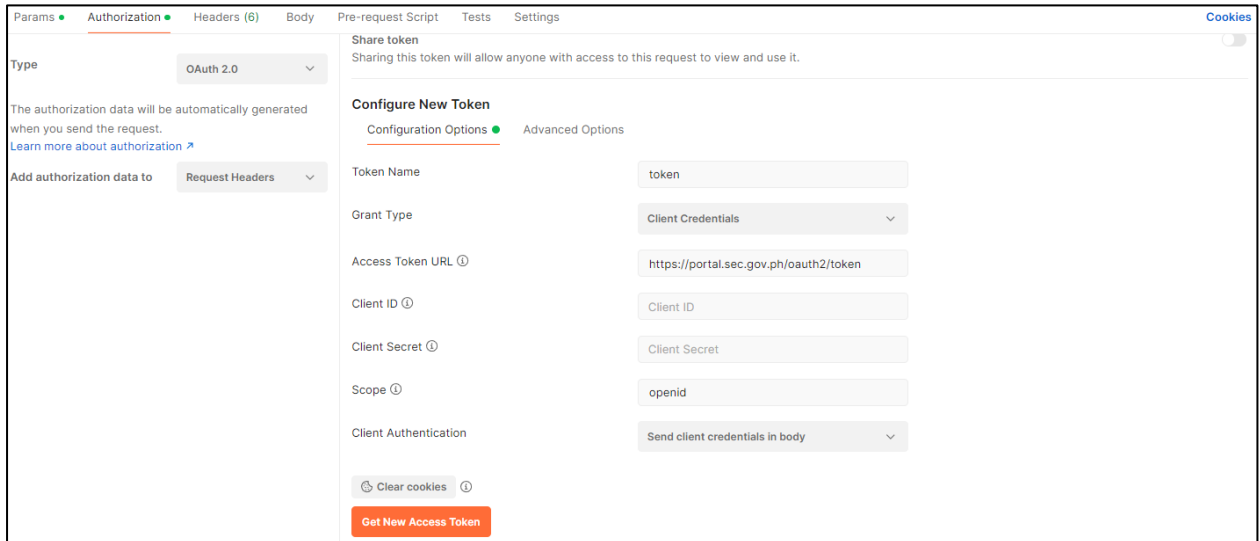 Params
Authorization
Headers (6)
Body
Pre-request Script
Tests
Settings
Cookies
Type
OAuth 2.0
The authorization data will be automatically generated
when you send the request.
Learn more about authorization ↗
Add authorization data to
Request Headers
Share token
Sharing this token will allow anyone with access to this request to view and use it.
Configure New Token
Configuration Options
Advanced Options
Token Name
token
Grant Type
Client Credentials
Access Token URL
https://portal.sec.gov.ph/oauth2/token
Client ID
Client ID
Client Secret
Client Secret
Scope
openid
Client Authentication
Send client credentials in body
Clear cookies
Get New Access Token